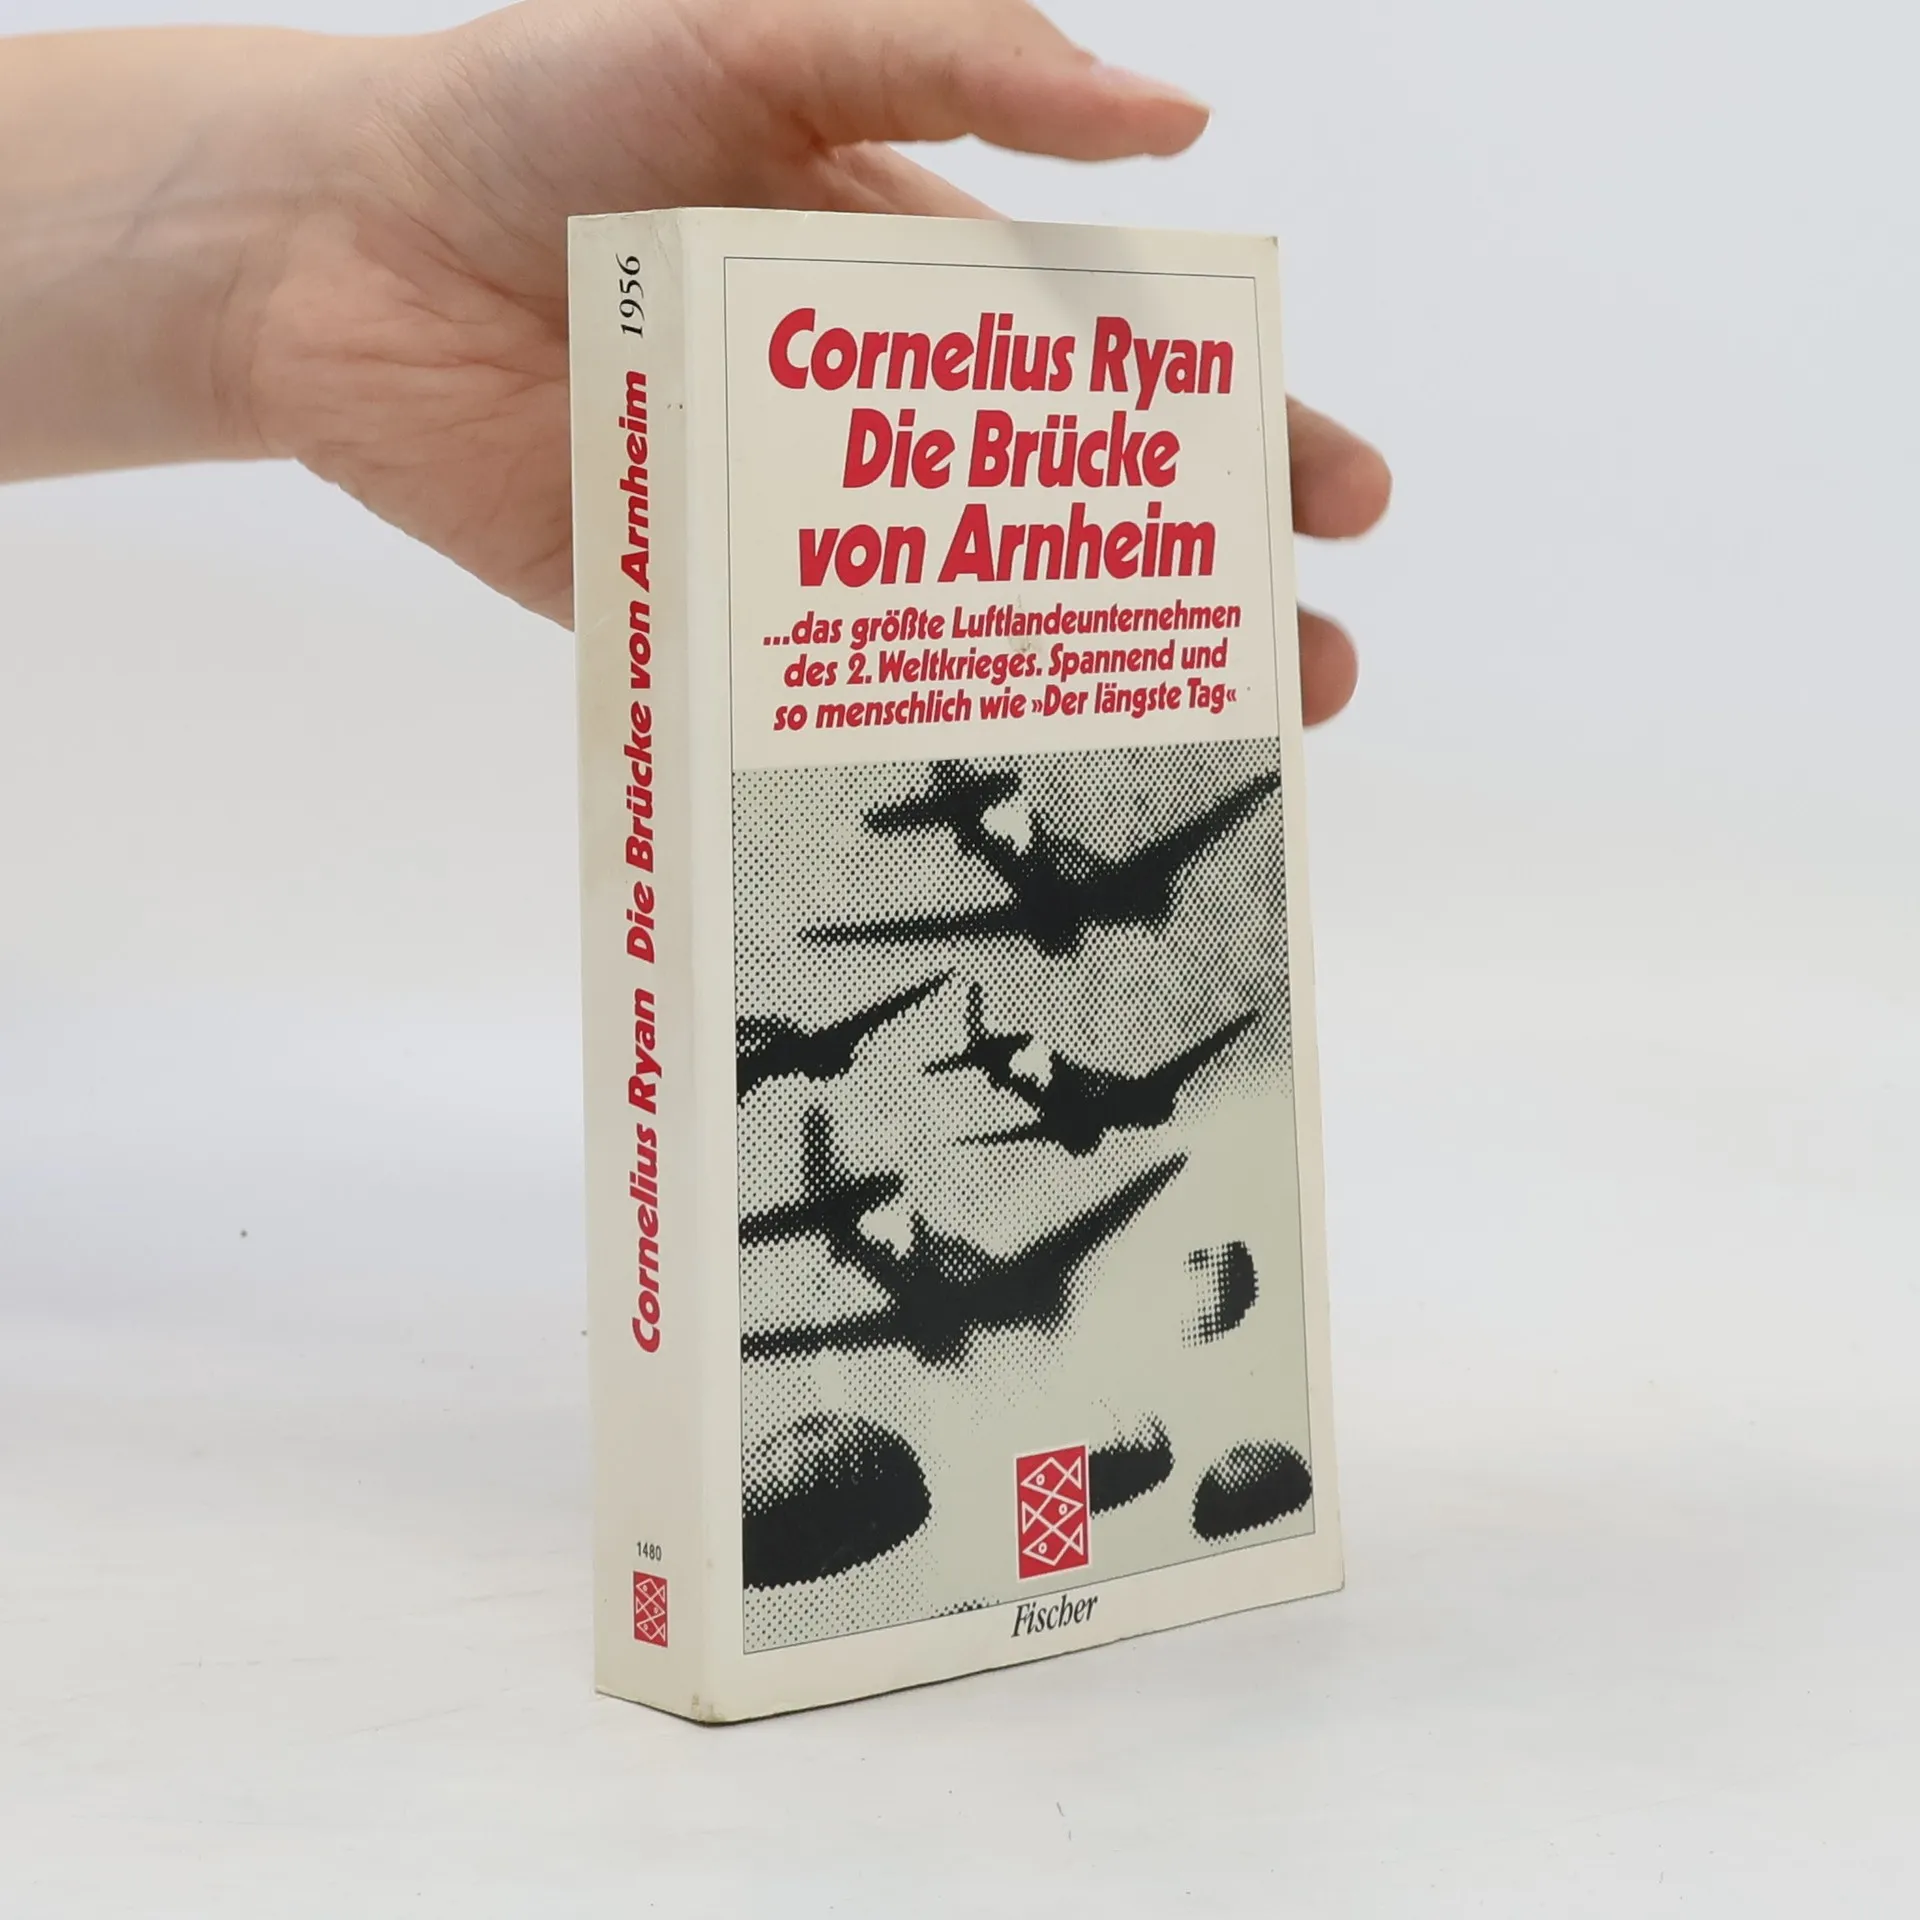 Cornelius Ryan
Die Brücke
von Arnheim
...das größte Luftlandeunternehmen
des 2. Weltkrieges. Spannend und
so menschlich wie »Der längste Tag«
Fischer
Cornelius Ryan Die Brücke von Arnheim 1956
1480